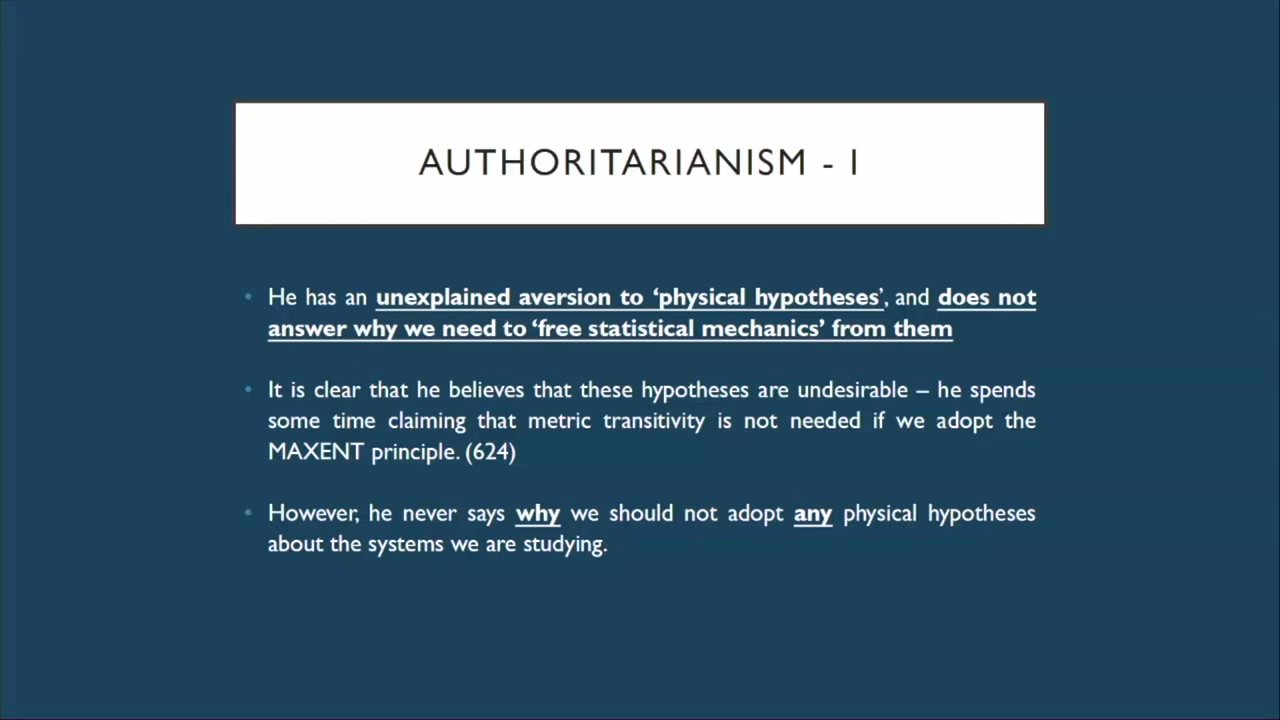 AUTHORITARIANISM - I
• He has an unexplained aversion to ‘physical hypotheses’, and does not
answer why we need to ‘free statistical mechanics’ from them
• It is clear that he believes that these hypotheses are undesirable – he spends
some time claiming that metric transitivity is not needed if we adopt the
MAXENT principle. (624)
• However, he never says why we should not adopt any physical hypotheses
about the systems we are studying.